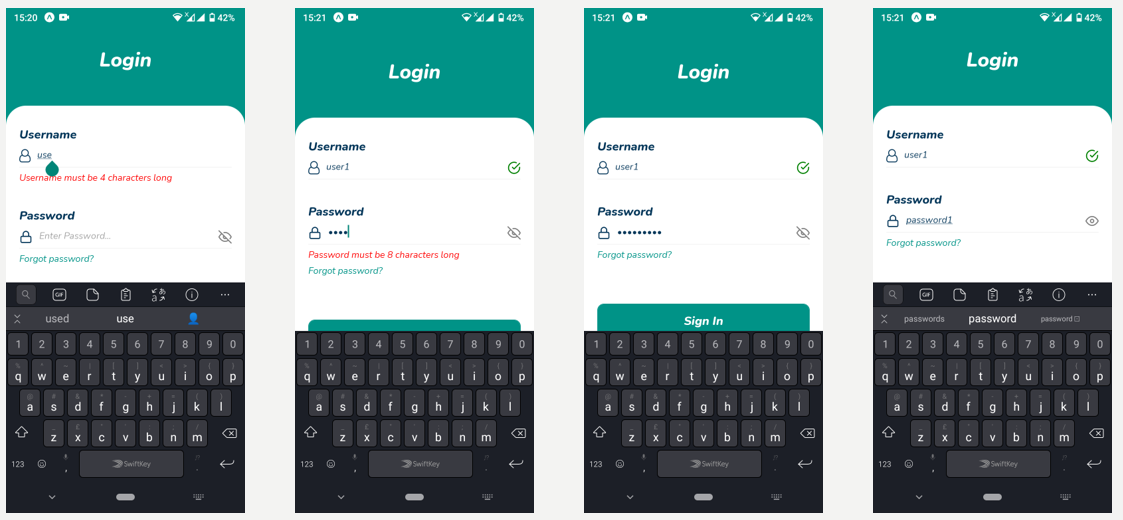 15:20 42%
Login
Username
use
Username must be 4 characters long
Password
Enter Password...
Forgot password?
GIF
used use
1 2 3 4 5 6 7 8 9 0
q w e r t y u i o p
a s d f g h j k l
z x c v b n m
123 , SwiftKey .
15:21 42%
Login
Username
user1
Password
••••
Password must be 8 characters long
Forgot password?
1 2 3 4 5 6 7 8 9 0
q w e r t y u i o p
a s d f g h j k l
z x c v b n m
123 , SwiftKey .
15:21 42%
Login
Username
user1
Password
•••••••••
Forgot password?
Sign In
1 2 3 4 5 6 7 8 9 0
q w e r t y u i o p
a s d f g h j k l
z x c v b n m
123 , SwiftKey .
15:21 42%
Login
Username
user1
Password
password1
Forgot password?
GIF
passwords password password
1 2 3 4 5 6 7 8 9 0
q w e r t y u i o p
a s d f g h j k l
z x c v b n m
123 , SwiftKey .